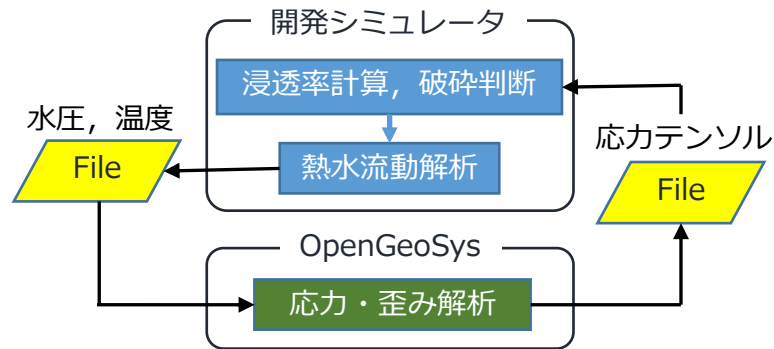 開発シミュレータ
浸透率計算，破砕判断
水圧，温度
File
熱水流動解析
応力テンソル
File
OpenGeoSys
応力・歪み解析